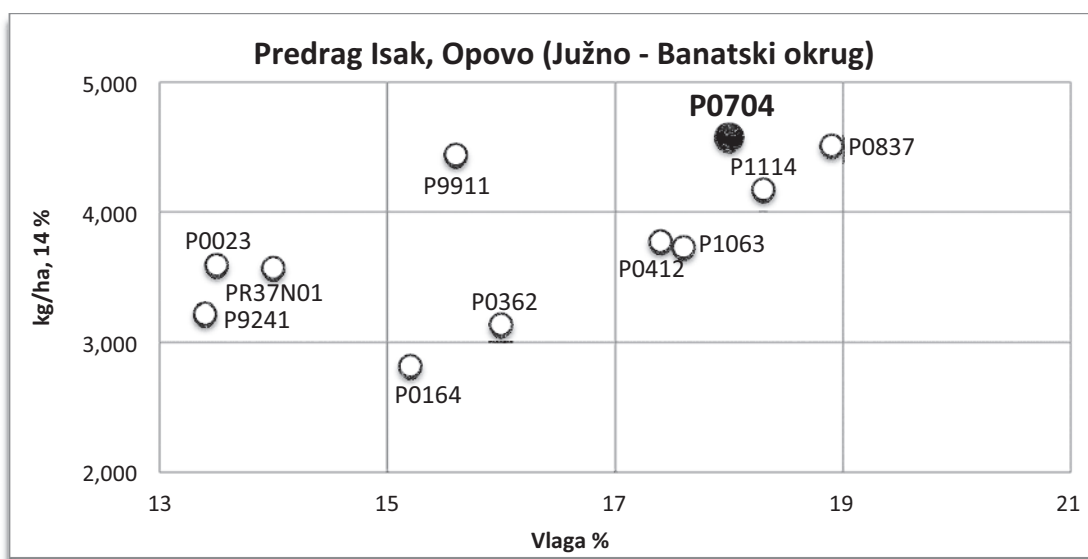 Predrag Isak, Opovo (Južno - Banatski okrug)
kg/ha, 14 %
5,000
4,000
3,000
2,000
P0704
P0837
P1114
P9911
P0023
P1063
P0412
PR37N01
P9241
P0362
P0164
13
15
17
19
21
Vlaga %